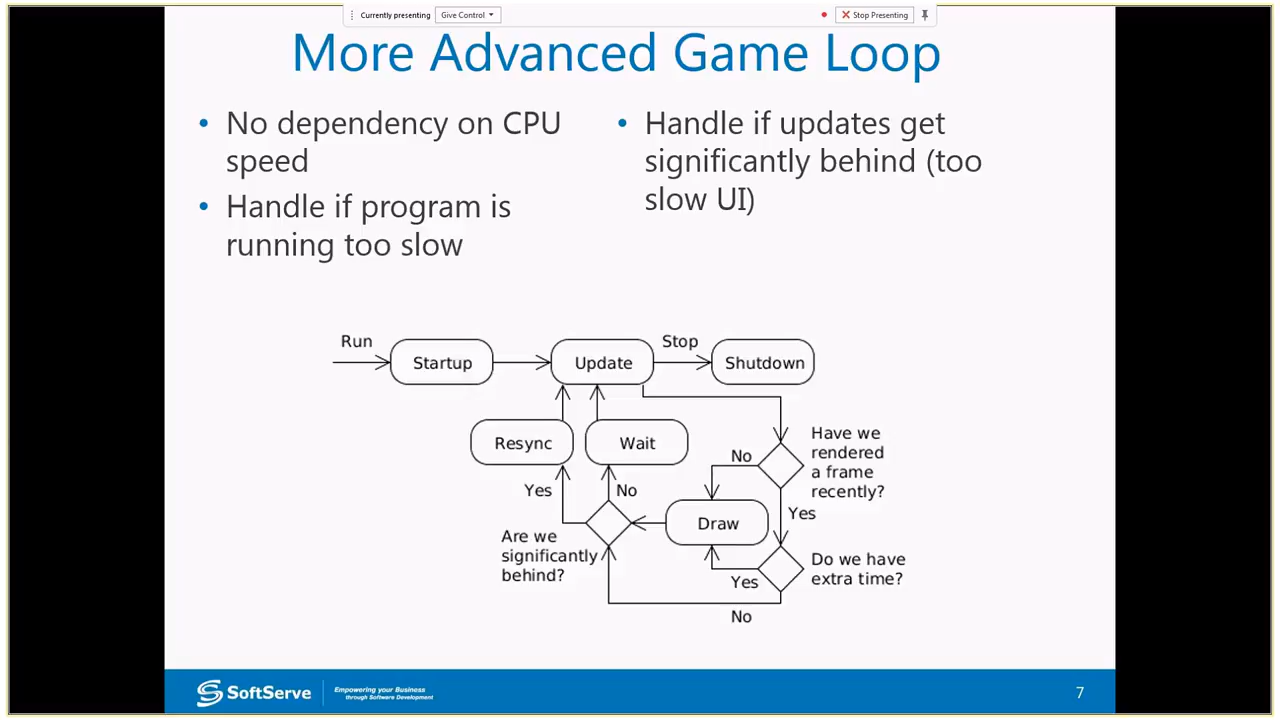 Currently presenting
Give Control
Stop Presenting
More Advanced Game Loop
• No dependency on CPU
speed
• Handle if program is
running too slow
• Handle if updates get
significantly behind (too
slow UI)
Run
Startup
Update
Stop
Shutdown
Resync
Wait
Have we
rendered
a frame
recently?
No
Yes
No
Draw
Yes
Are we
significantly
behind?
Do we have
extra time?
Yes
No
SoftServe
Empowering your Business
through Software Development
7